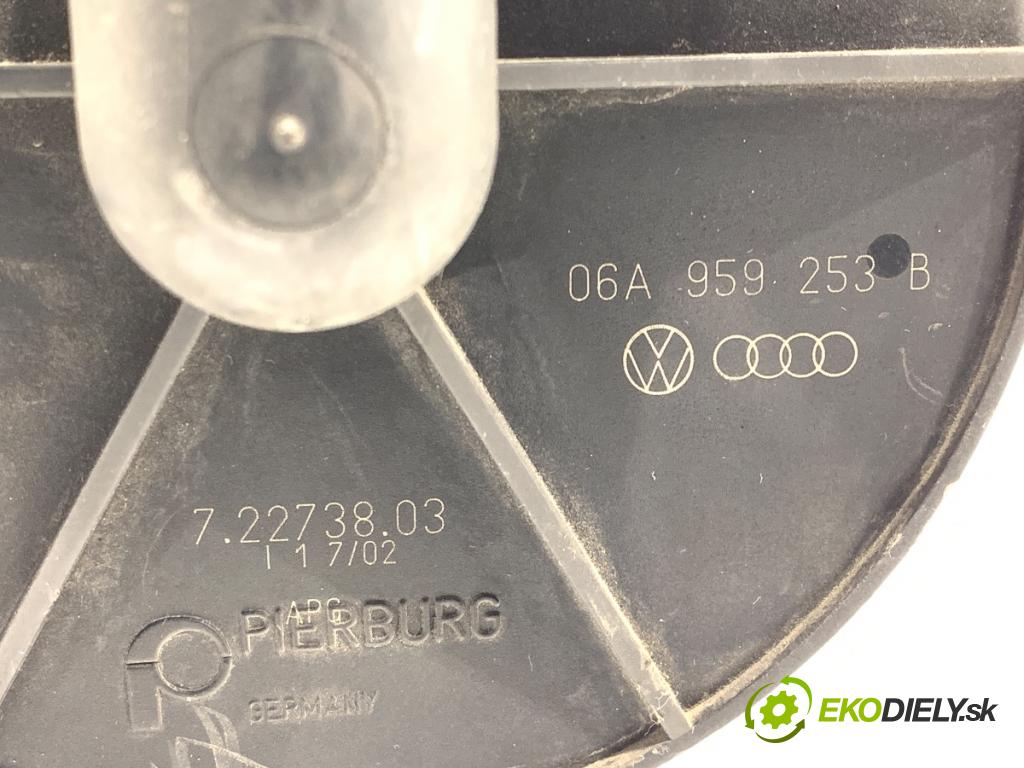 06A 959 253 B
7.22738.03
I 1 7/02
APG
PIERBURG
GERMANY
EKODIELY.sk